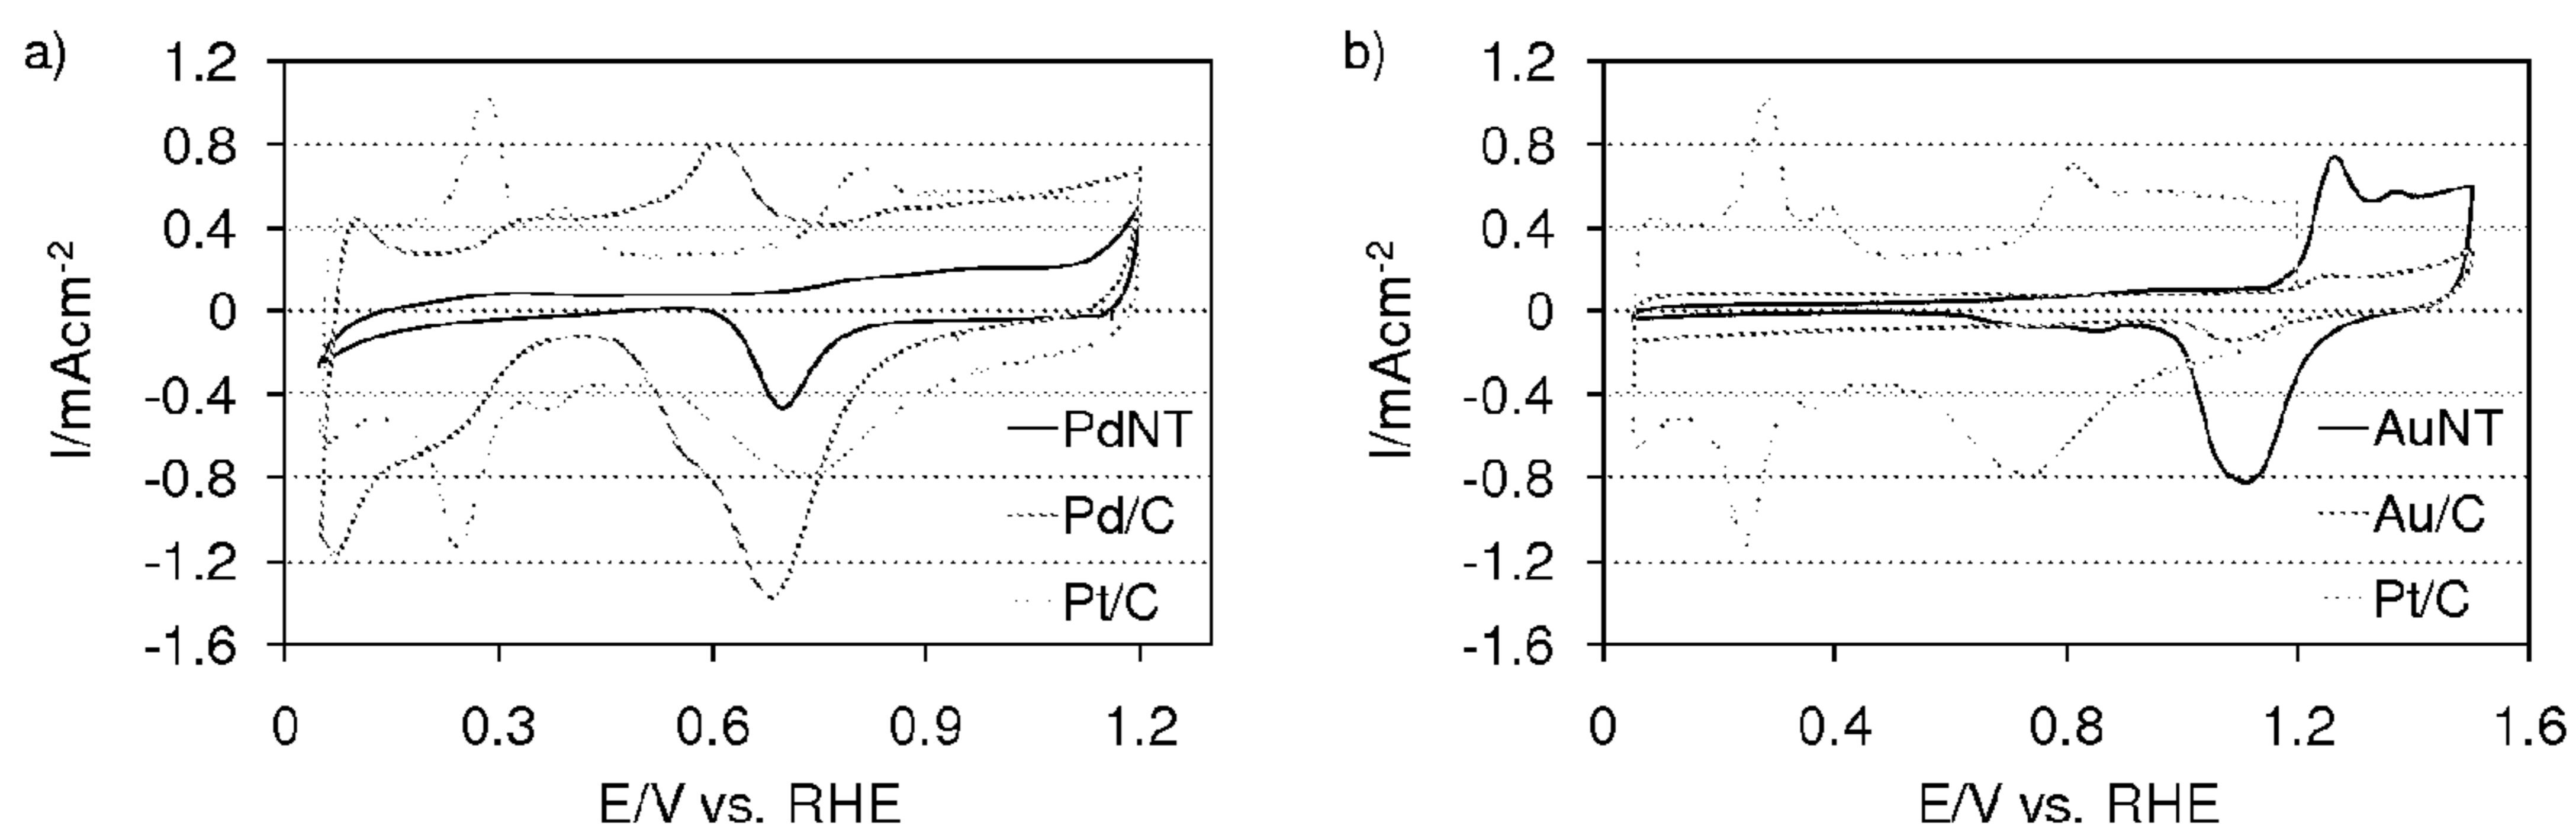 a)
1.2
0.8
0.4
0
-0.4
-0.8
-1.2
-1.6
I/mAcm-2
0 0.3 0.6 0.9 1.2
E/V vs. RHE
PdNT
Pd/C
Pt/C
b)
1.2
0.8
0.4
0
-0.4
-0.8
-1.2
-1.6
I/mAcm-2
0 0.4 0.8 1.2 1.6
E/V vs. RHE
AuNT
Au/C
Pt/C